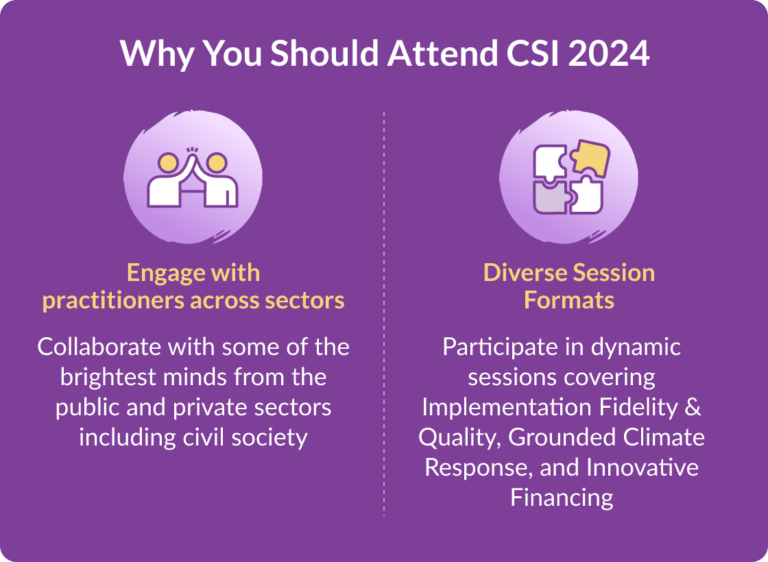 Why You Should Attend CSI 2024
Engage with
practitioners across sectors
Collaborate with some of the
brightest minds from the
public and private sectors
including civil society
Diverse Session
Formats
Participate in dynamic
sessions covering
Implementation Fidelity &
Quality, Grounded Climate
Response, and Innovative
Financing